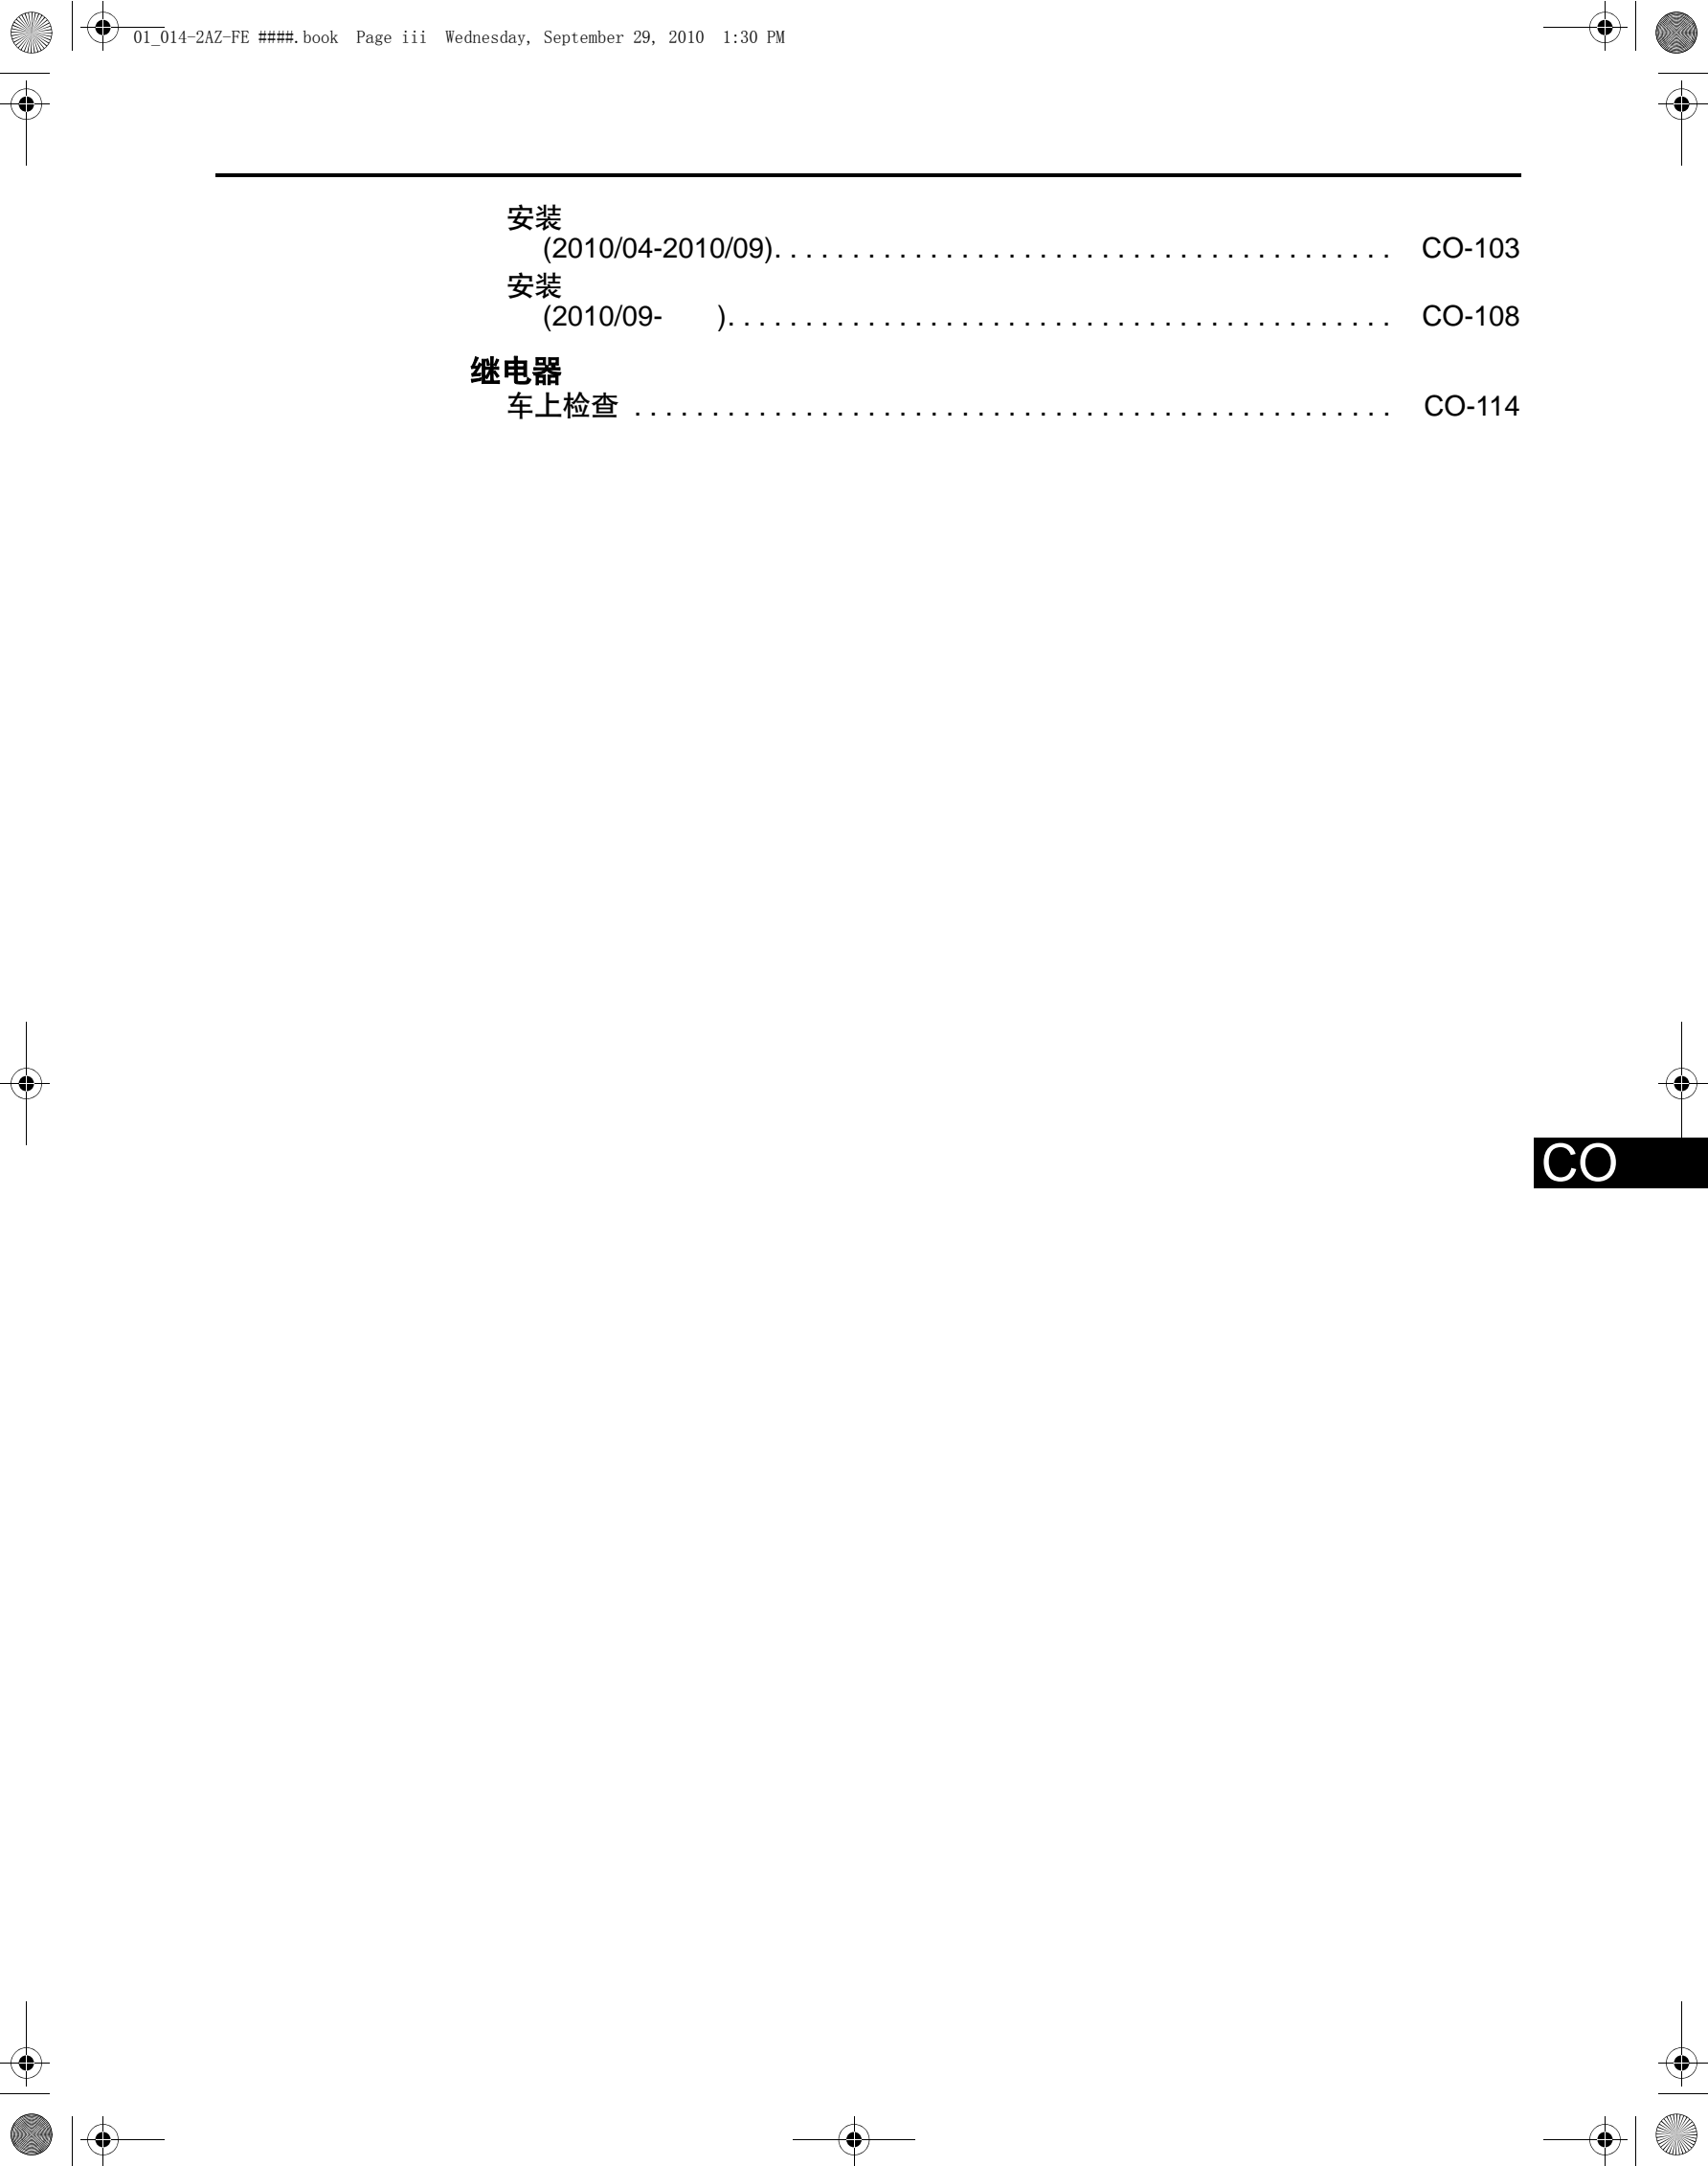 01_014-2AZ-FE ####.book  Page iii  Wednesday, September 29, 2010  1:30 PM
安装
(2010/04-2010/09). . . . . . . . . . . . . . . . . . . . . . . . . . . . . . . . . . . . . . . . CO-103
安装
(2010/09-      ). . . . . . . . . . . . . . . . . . . . . . . . . . . . . . . . . . . . . . . . . . . CO-108
继电器
车上检查 . . . . . . . . . . . . . . . . . . . . . . . . . . . . . . . . . . . . . . . . . . . . . . . . . CO-114
CO